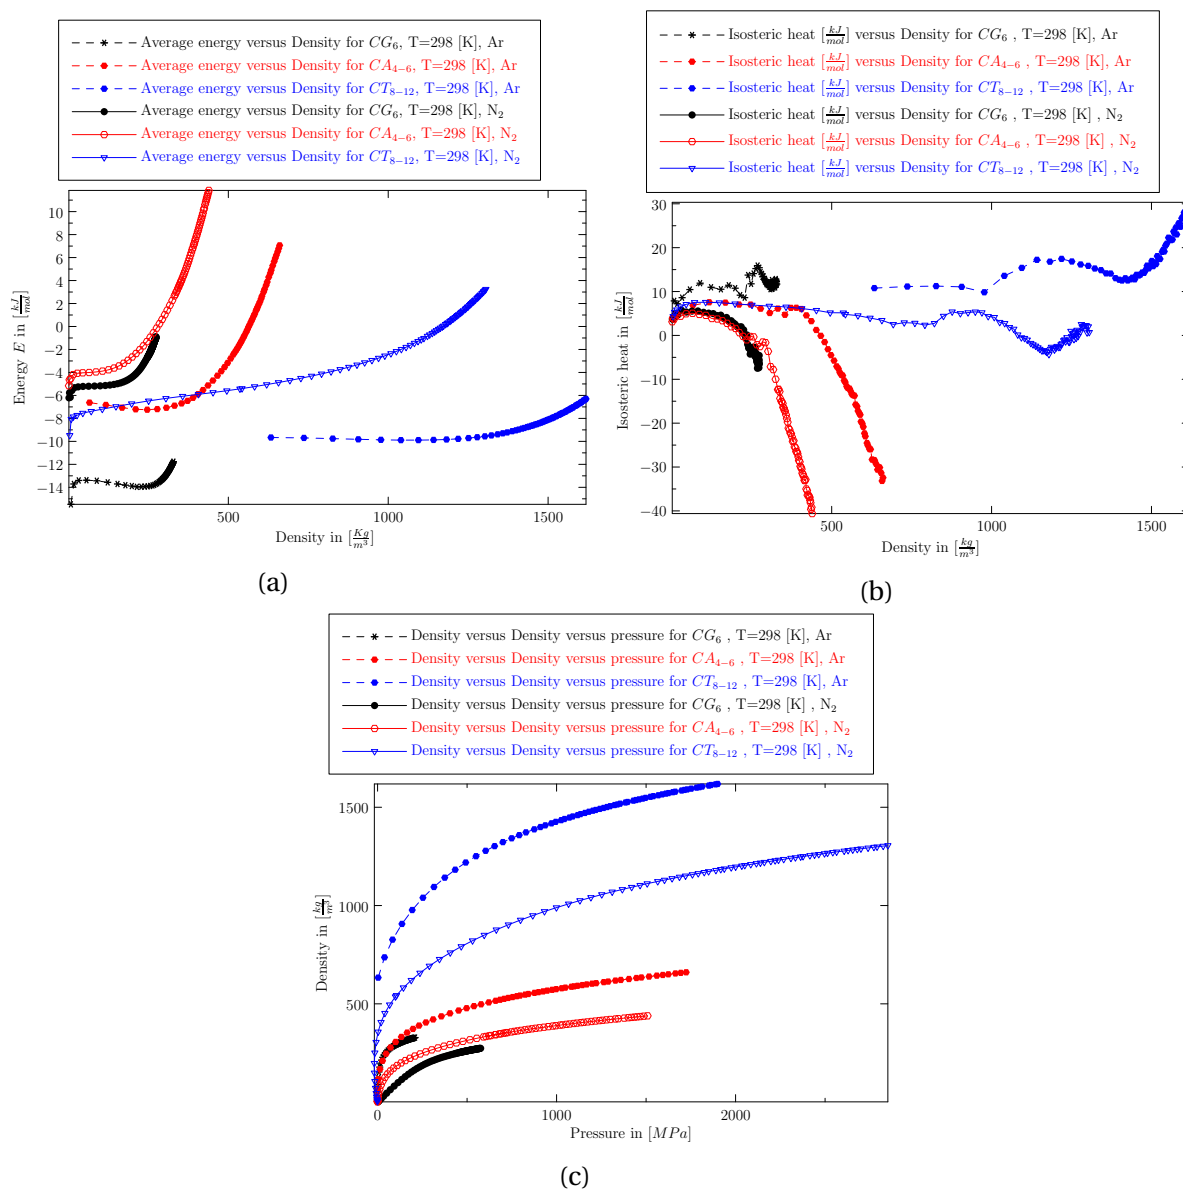 Average energy versus Density for CG6, T=298 [K], Ar
Average energy versus Density for CA4−6, T=298 [K], Ar
Average energy versus Density for CT8−12, T=298 [K], Ar
Average energy versus Density for CG6, T=298 [K], N2
Average energy versus Density for CA4−6, T=298 [K], N2
Average energy versus Density for CT8−12, T=298 [K], N2
10
8
6
4
2
0
−2
−4
−6
−8
−10
−12
−14
Energy E in [kJ/mol]
500
1000
1500
Density in [Kg/m3]
(a)
Isosteric heat [kJ/mol] versus Density for CG6 , T=298 [K], Ar
Isosteric heat [kJ/mol] versus Density for CA4−6 , T=298 [K], Ar
Isosteric heat [kJ/mol] versus Density for CT8−12 , T=298 [K], Ar
Isosteric heat [kJ/mol] versus Density for CG6 , T=298 [K] , N2
Isosteric heat [kJ/mol] versus Density for CA4−6 , T=298 [K] , N2
Isosteric heat [kJ/mol] versus Density for CT8−12 , T=298 [K] , N2
30
20
10
0
−10
−20
−30
−40
Isosteric heat in [kJ/mol]
500
1000
1500
Density in [kg/m3]
(b)
Density versus Density versus pressure for CG6 , T=298 [K], Ar
Density versus Density versus pressure for CA4−6 , T=298 [K], Ar
Density versus Density versus pressure for CT8−12 , T=298 [K], Ar
Density versus Density versus pressure for CG6 , T=298 [K] , N2
Density versus Density versus pressure for CA4−6 , T=298 [K] , N2
Density versus Density versus pressure for CT8−12 , T=298 [K] , N2
1500
1000
500
Density in [kg/m3]
0
1000
2000
Pressure in [MPa]
(c)